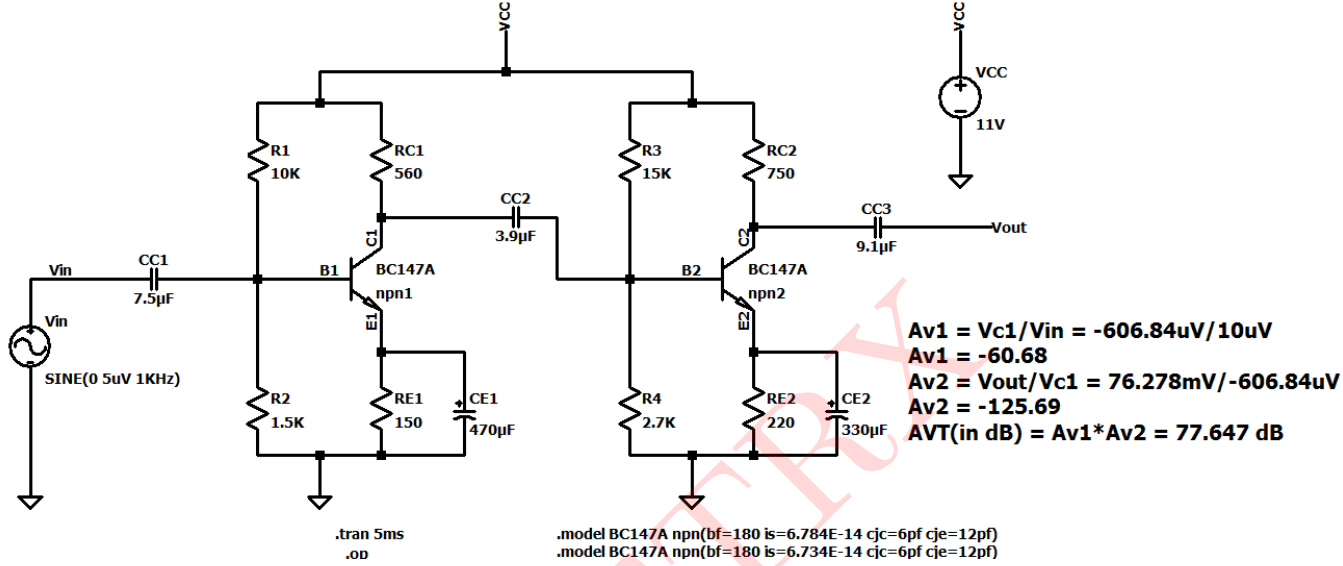 VCC
VCC
VCC
11V
R1
10K
RC1
560
R3
15K
RC2
750
CC2
3.9µF
CC3
9.1µF
Vout
C1
C2
Vin
CC1
7.5µF
B1
BC147A
npn1
B2
BC147A
npn2
E1
E2
Vin
SINE(0 5uV 1KHz)
R2
1.5K
RE1
150
CE1
470µF
R4
2.7K
RE2
220
CE2
330µF
Av1 = Vc1/Vin = -606.84uV/10uV
Av1 = -60.68
Av2 = Vout/Vc1 = 76.278mV/-606.84uV
Av2 = -125.69
AVT(in dB) = Av1*Av2 = 77.647 dB
.tran 5ms
.op
.model BC147A npn(bf=180 is=6.784E-14 cjc=6pf cje=12pf)
.model BC147A npn(bf=180 is=6.734E-14 cjc=6pf cje=12pf)
TRX